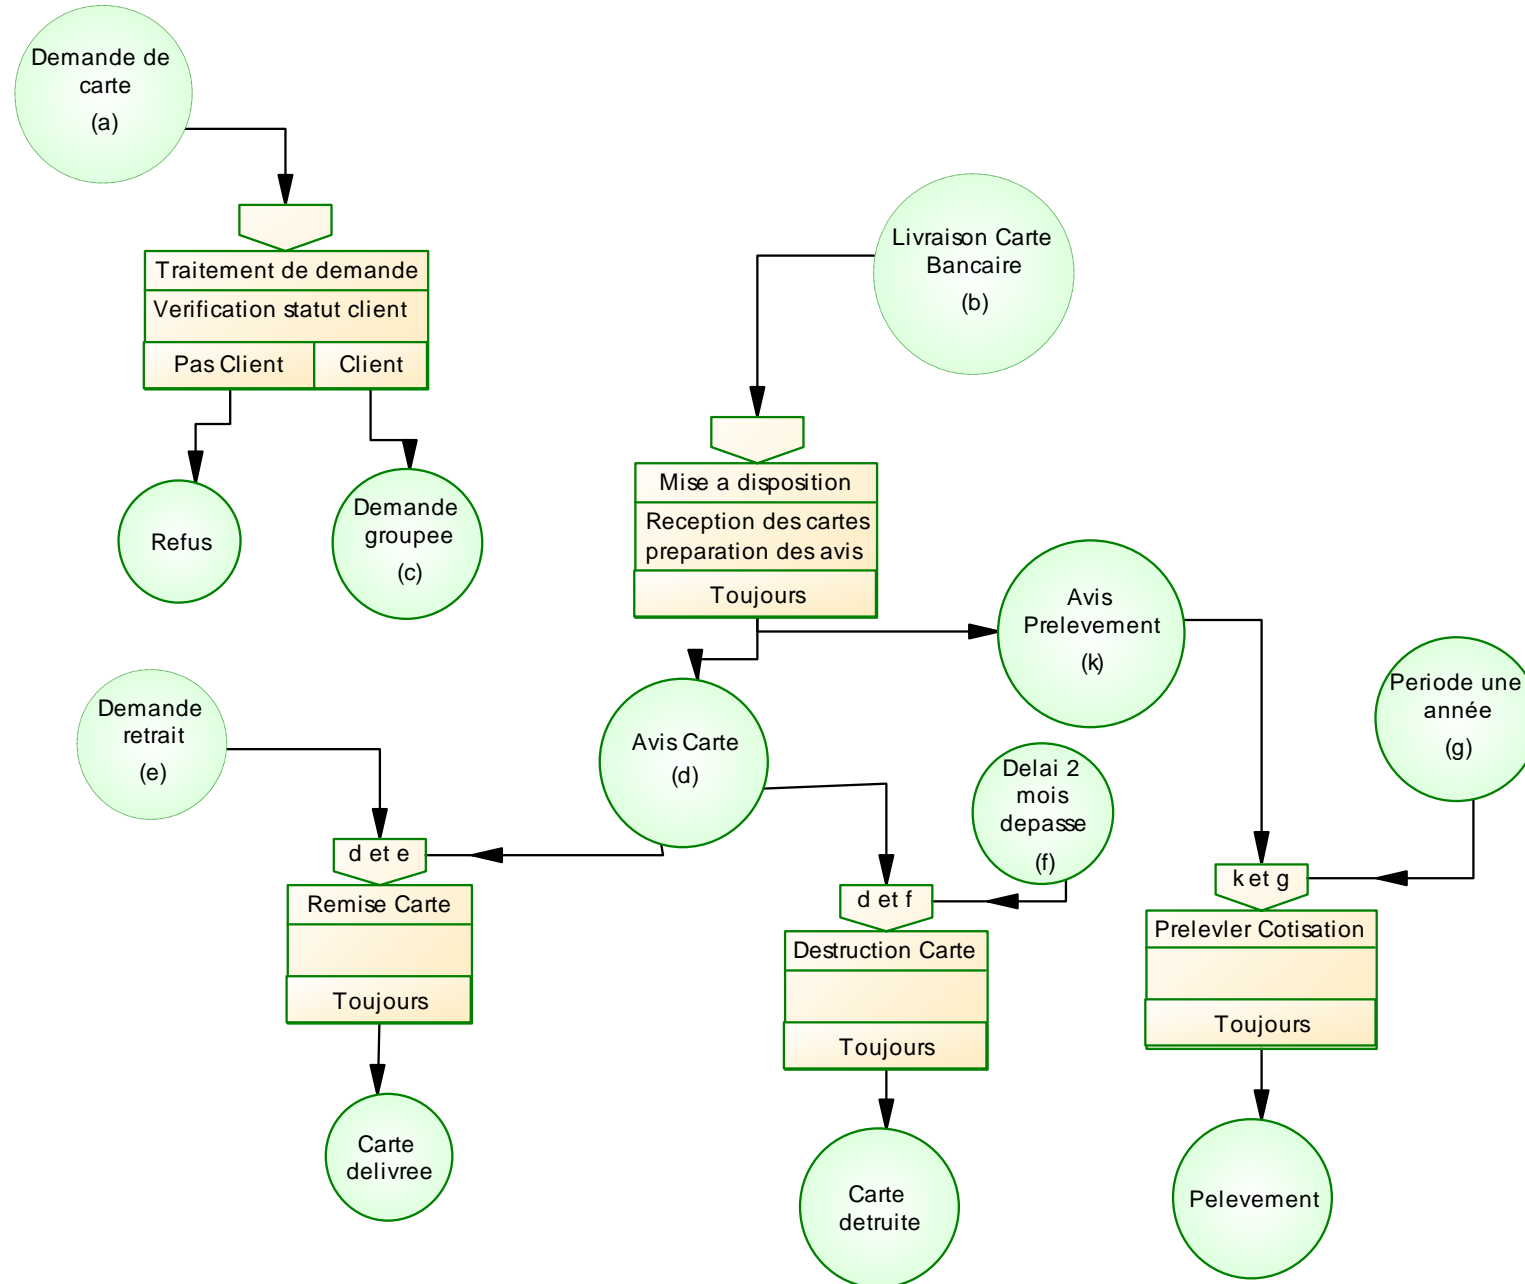 Demande de
carte
(a)
Traitement de demande
Verification statut client
Pas Client
Client
Refus
Demande
groupee
(c)
Livraison Carte
Bancaire
(b)
Mise a disposition
Reception des cartes
preparation des avis
Toujours
Avis
Prelevement
(k)
Periode une
année
(g)
Demande
retrait
(e)
Avis Carte
(d)
Delai 2
mois
depasse
(f)
d et e
Remise Carte
Toujours
Carte
delivree
d et f
Destruction Carte
Toujours
Carte
detruite
k et g
Prelevler Cotisation
Toujours
Pelevement